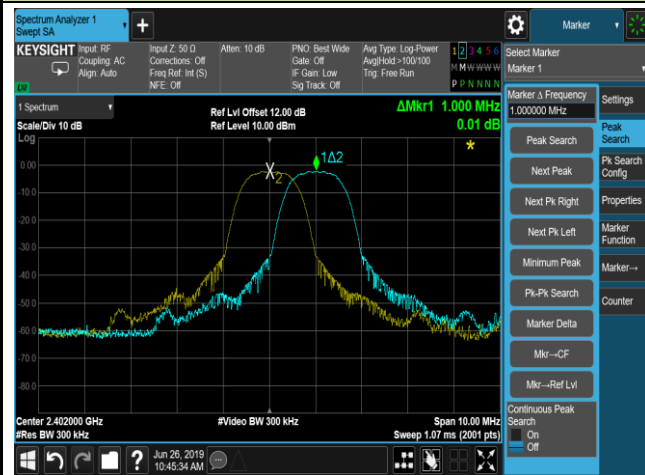 Spectrum Analyzer 1
Swept SA
Marker
KEYSIGHT
Input: RF
Coupling: AC
Align: Auto
Input Z: 50 Ω
Corrections: Off
Freq Ref: Int (S)
NFE: Off
Atten: 10 dB
PNO: Best Wide
Gate: Off
IF Gain: Low
Sig Track: Off
Avg Type: Log-Power
Avg|Hold:>100/100
Trig: Free Run
1 2 3 4 5 6
M M W W W W
P P N N N N
LXI
Select Marker
Marker 1
1 Spectrum
Scale/Div 10 dB
Log
Ref Lvl Offset 12.00 dB
Ref Level 10.00 dBm
ΔMkr1 1.000 MHz
0.01 dB
1Δ2
2
0.00
-10.0
-20.0
-30.0
-40.0
-50.0
-60.0
-70.0
-80.0
Center 2.402000 GHz
#Res BW 300 kHz
#Video BW 300 kHz
Span 10.00 MHz
Sweep 1.07 ms (2001 pts)
Marker Δ Frequency
1.000000 MHz
Peak Search
Next Peak
Next Pk Right
Next Pk Left
Minimum Peak
Pk-Pk Search
Marker Delta
Mkr→CF
Mkr→Ref Lvl
Continuous Peak
Search
On
Off
Settings
Peak
Search
Pk Search
Config
Properties
Marker
Function
Marker→
Counter
Jun 26, 2019
10:45:34 AM